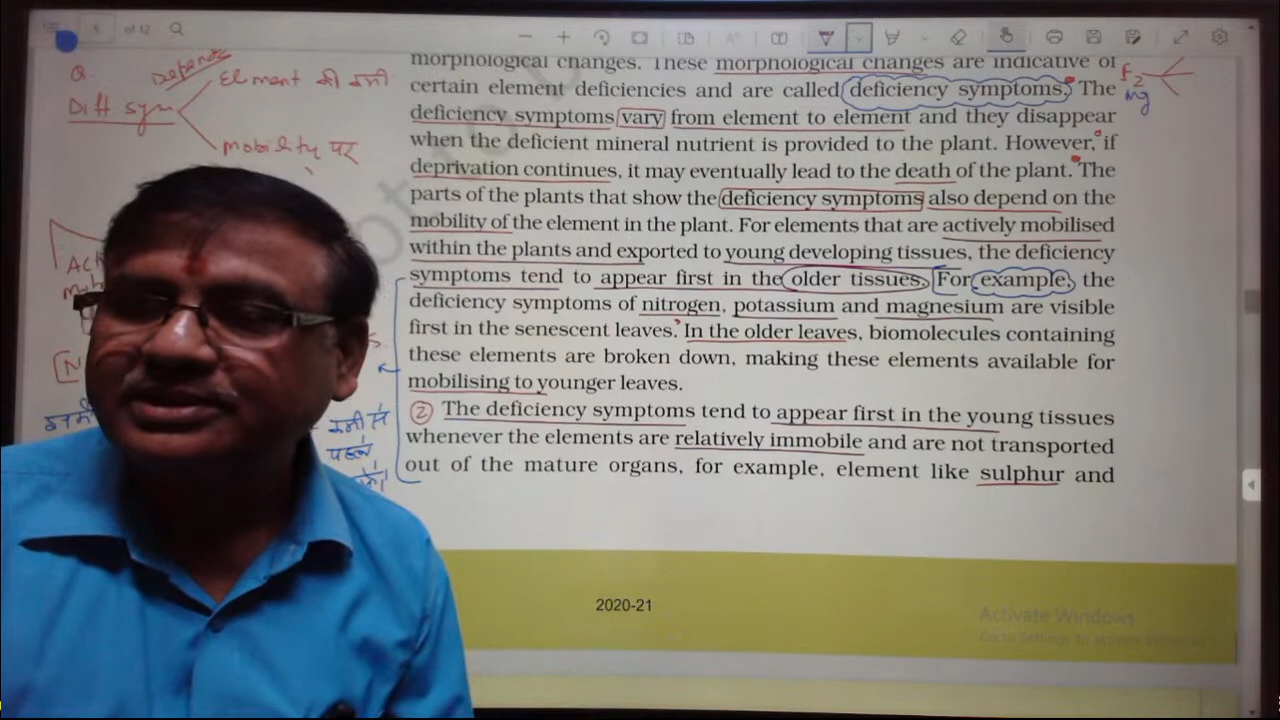 5 of 12
Q.
Depends
Element की कमी
Diff. sym
mobility पर
F2
mg
morphological changes. These morphological changes are indicative of
certain element deficiencies and are called deficiency symptoms. The
deficiency symptoms vary from element to element and they disappear
when the deficient mineral nutrient is provided to the plant. However, if
deprivation continues, it may eventually lead to the death of the plant. The
parts of the plants that show the deficiency symptoms also depend on the
mobility of the element in the plant. For elements that are actively mobilised
within the plants and exported to young developing tissues, the deficiency
symptoms tend to appear first in the older tissues. For example, the
deficiency symptoms of nitrogen, potassium and magnesium are visible
first in the senescent leaves. In the older leaves, biomolecules containing
these elements are broken down, making these elements available for
mobilising to younger leaves.
② The deficiency symptoms tend to appear first in the young tissues
whenever the elements are relatively immobile and are not transported
out of the mature organs, for example, element like sulphur and
पहले
2020-21
Activate Windows